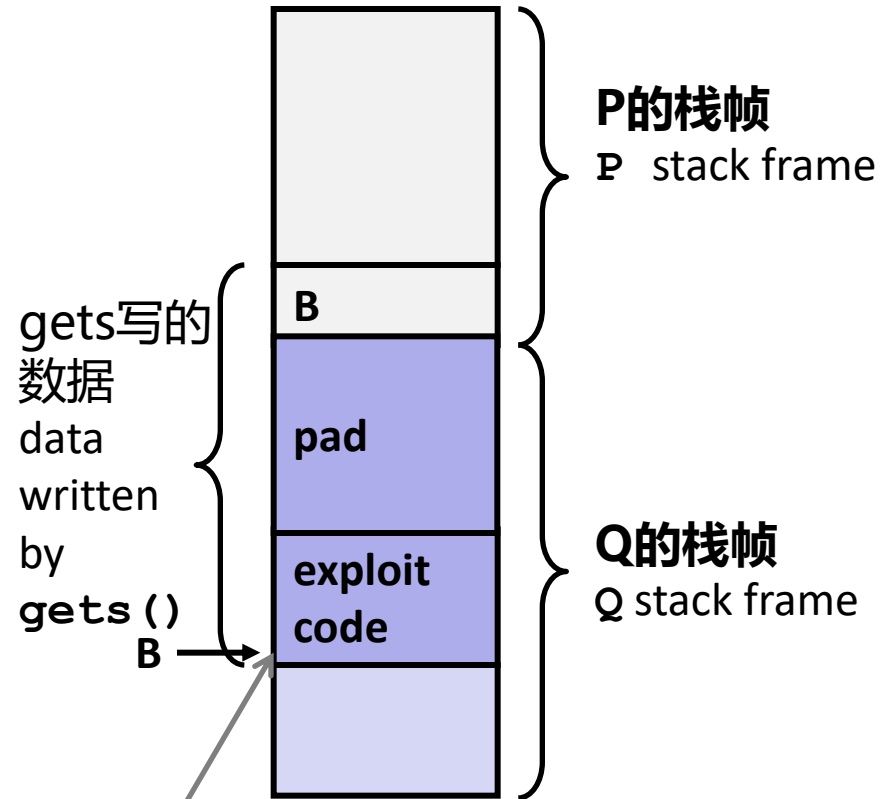 P的栈帧
P stack frame
B
gets写的
数据
data
written
by
gets()
B
pad
exploit
code
Q的栈帧
Q stack frame